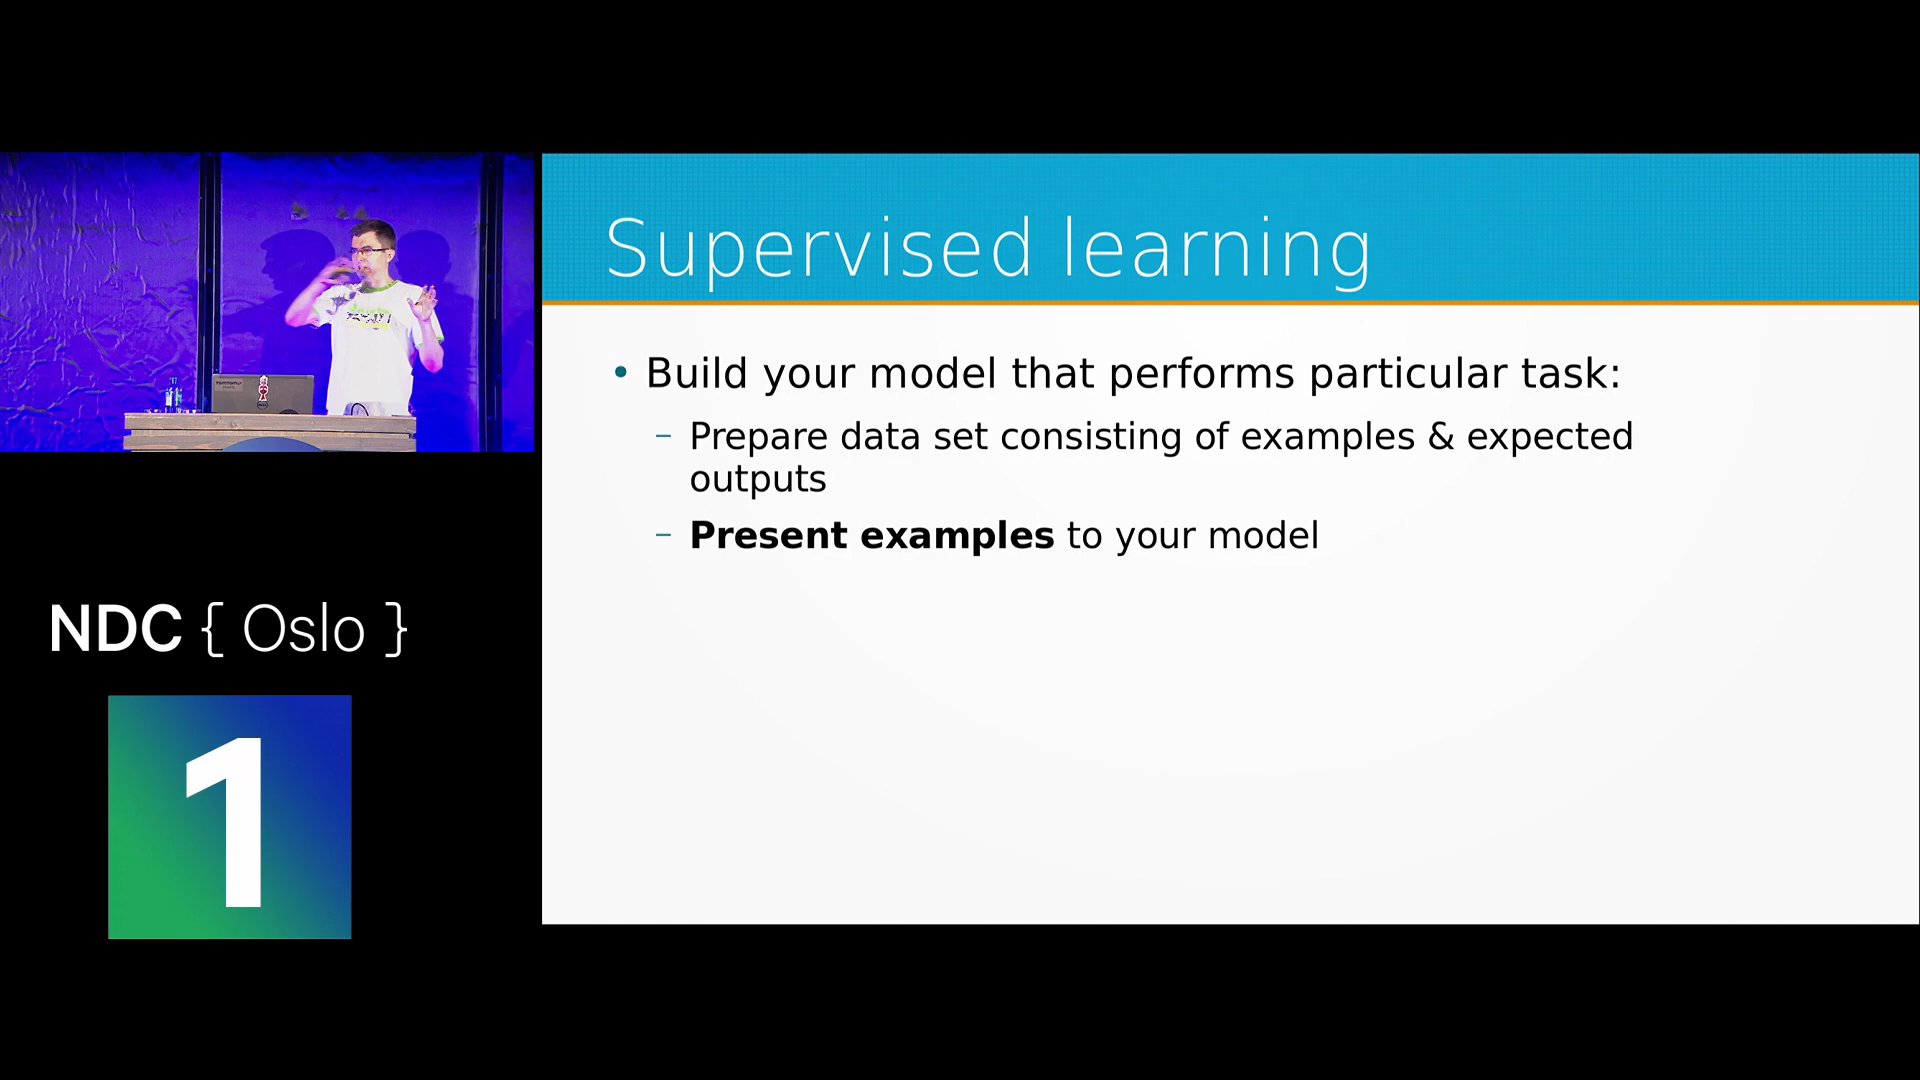 Supervised learning
• Build your model that performs particular task:
– Prepare data set consisting of examples & expected
outputs
– Present examples to your model
NDC { Oslo }
1